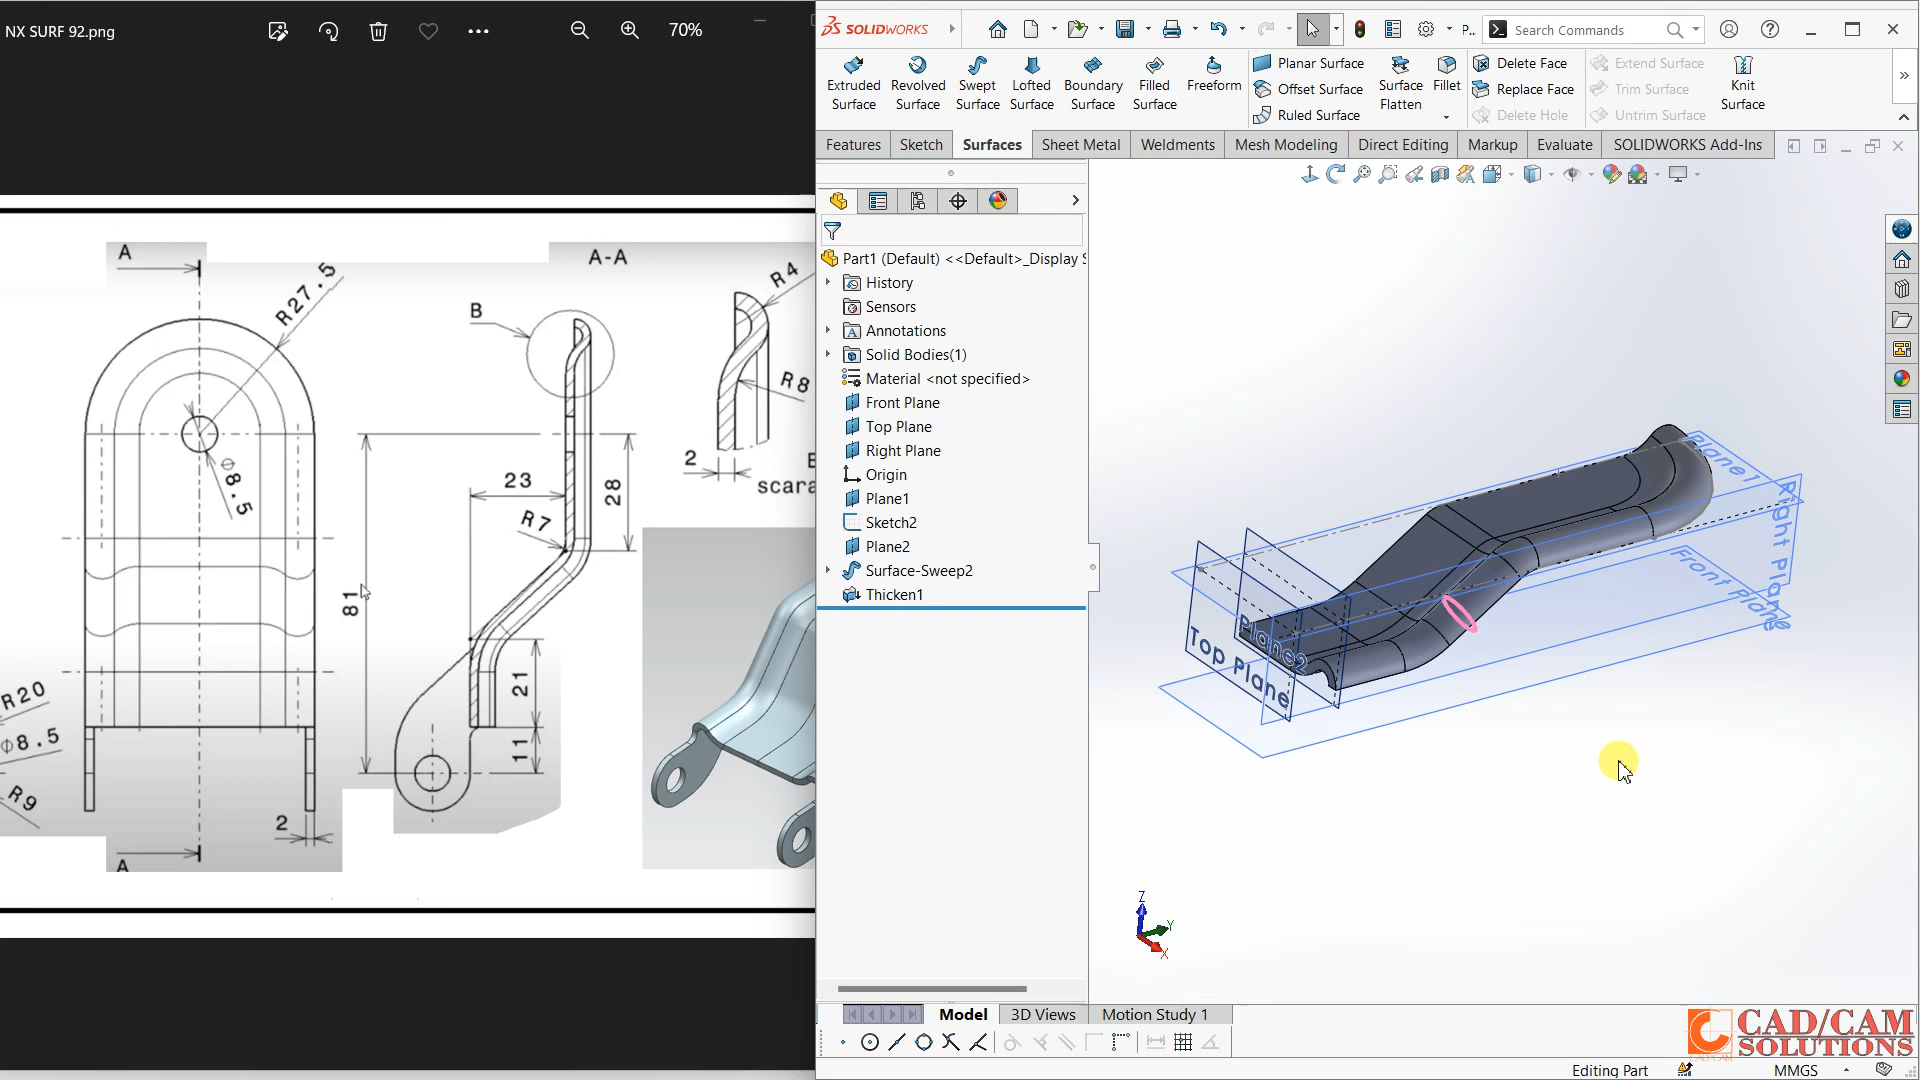 NX SURF 92.png
70%
A
A-A
R27.5
R4
B
R8
23
28
2
scara
R7
Φ8.5
81
21
R20
Φ8.5
11
R9
2
A
SOLIDWORKS
P..
Search Commands
Extruded Surface
Revolved Surface
Swept Surface
Lofted Surface
Boundary Surface
Filled Surface
Freeform
Planar Surface
Offset Surface
Ruled Surface
Surface Flatten
Fillet
Delete Face
Replace Face
Delete Hole
Extend Surface
Trim Surface
Untrim Surface
Knit Surface
Features
Sketch
Surfaces
Sheet Metal
Weldments
Mesh Modeling
Direct Editing
Markup
Evaluate
SOLIDWORKS Add-Ins
Part1 (Default) <<Default>_Display S
History
Sensors
Annotations
Solid Bodies(1)
Material <not specified>
Front Plane
Top Plane
Right Plane
Origin
Plane1
Sketch2
Plane2
Surface-Sweep2
Thicken1
Plane1
Right Plane
Front Plane
Plane2
Top Plane
Z
Y
X
Model
3D Views
Motion Study 1
CAD/CAM
SOLUTIONS
Editing Part
MMGS